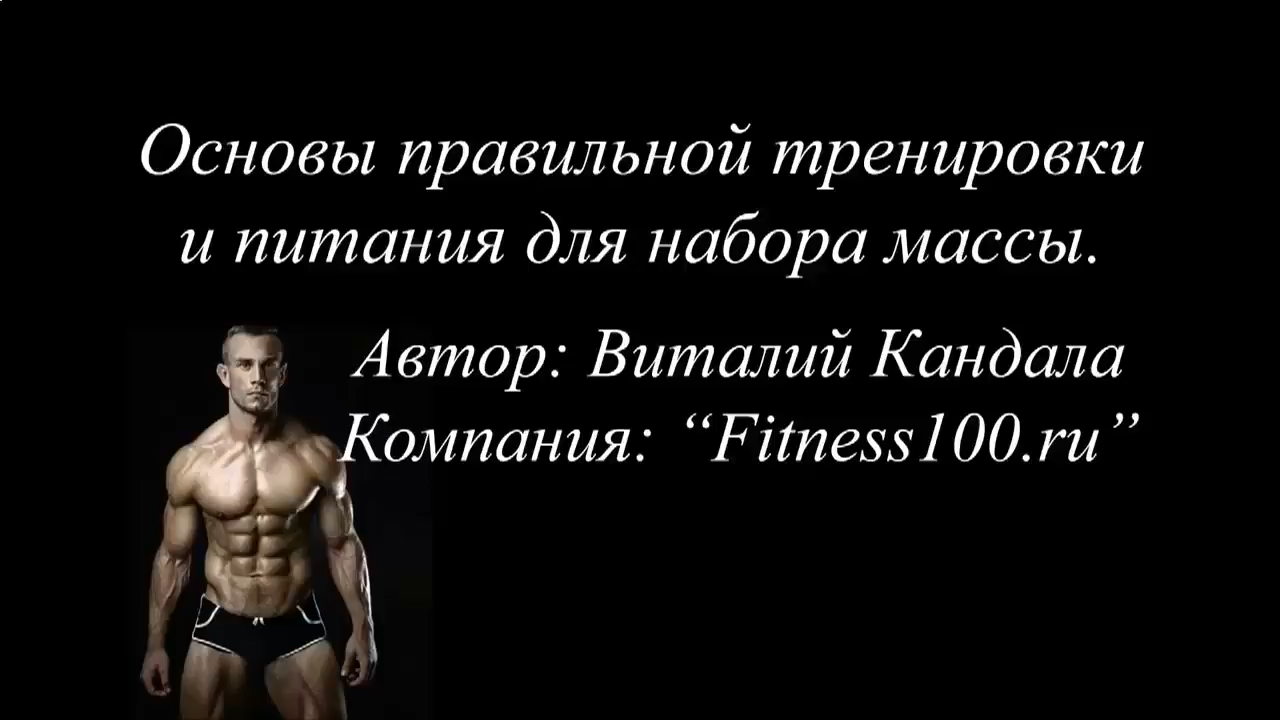 Основы правильной тренировки
и питания для набора массы.
Автор: Виталий Кандала
Компания: “Fitness100.ru”